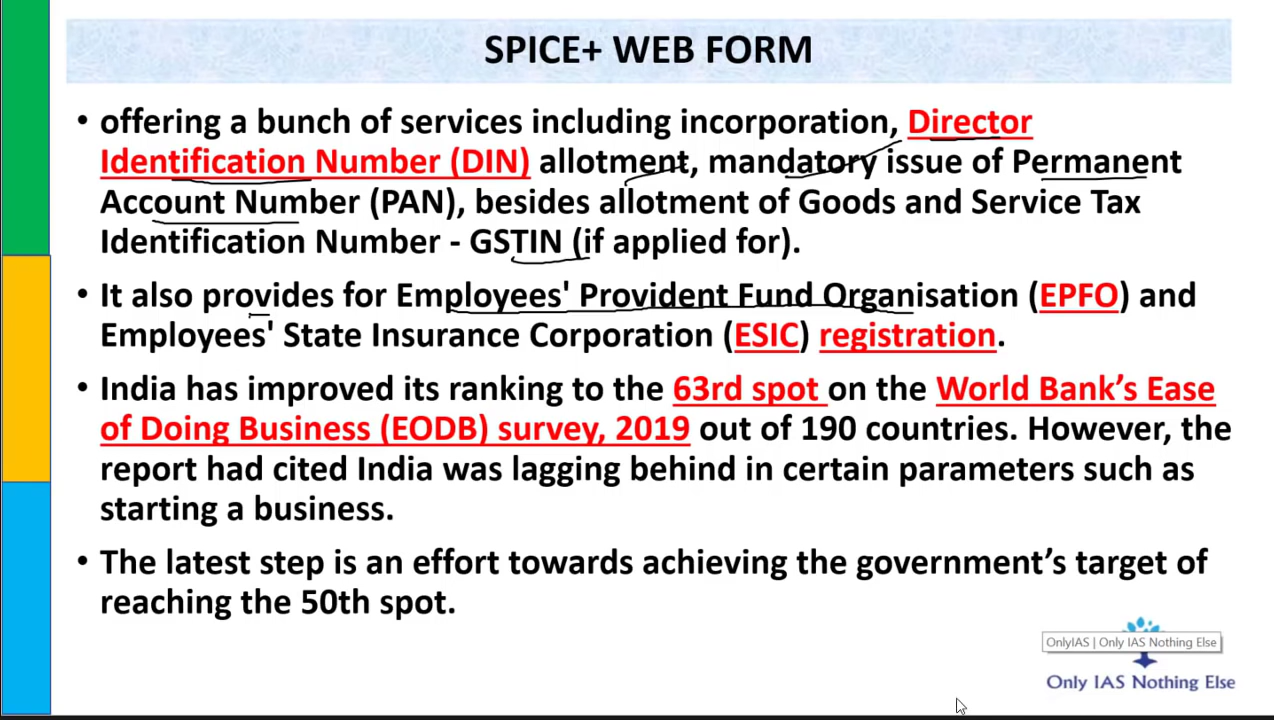 SPICE+ WEB FORM
• offering a bunch of services including incorporation, Director
Identification Number (DIN) allotment, mandatory issue of Permanent
Account Number (PAN), besides allotment of Goods and Service Tax
Identification Number - GSTIN (if applied for).
• It also provides for Employees' Provident Fund Organisation (EPFO) and
Employees' State Insurance Corporation (ESIC) registration.
• India has improved its ranking to the 63rd spot on the World Bank’s Ease
of Doing Business (EODB) survey, 2019 out of 190 countries. However, the
report had cited India was lagging behind in certain parameters such as
starting a business.
• The latest step is an effort towards achieving the government’s target of
reaching the 50th spot.
OnlyIAS | Only IAS Nothing Else
Only IAS Nothing Else